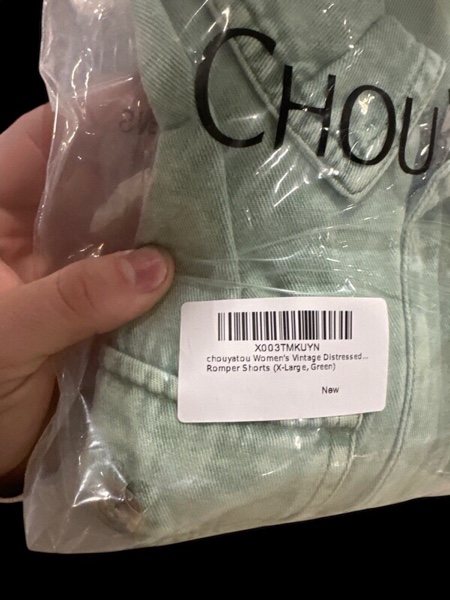 CHOU
X003TMKUYN
chouyatou Women's Vintage Distressed...
Romper Shorts (X-Large, Green)
New